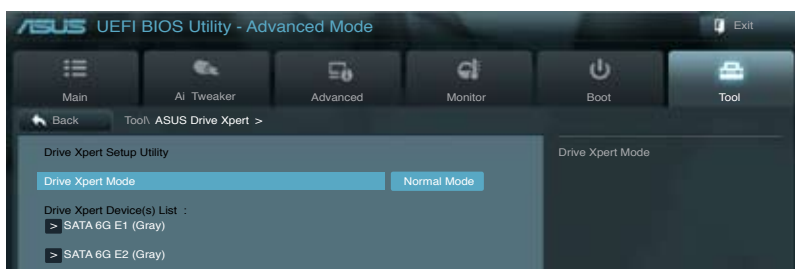 ASUS UEFI BIOS Utility - Advanced Mode
Exit
Main
Ai Tweaker
Advanced
Monitor
Boot
Tool
Back
Tool\ ASUS Drive Xpert >
Drive Xpert Setup Utility
Drive Xpert Mode
Drive Xpert Mode
Normal Mode
Drive Xpert Device(s) List :
> SATA 6G E1 (Gray)
> SATA 6G E2 (Gray)